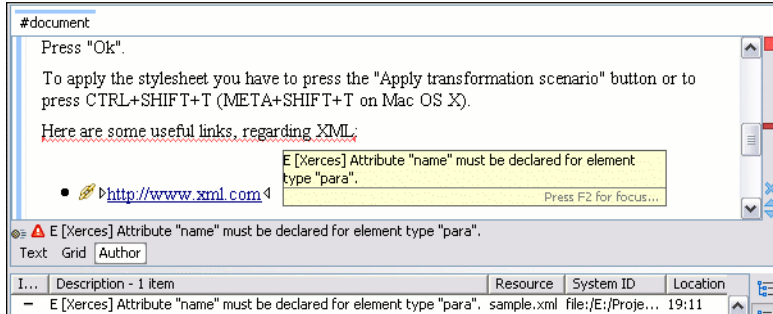 #document
Press "Ok".
To apply the stylesheet you have to press the "Apply transformation scenario" button or to
press CTRL+SHIFT+T (META+SHIFT+T on Mac OS X).
Here are some useful links, regarding XML:
E [Xerces] Attribute "name" must be declared for element
type "para".
Press F2 for focus...
http://www.xml.com
E [Xerces] Attribute "name" must be declared for element type "para".
Text Grid Author
I... Description - 1 item Resource System ID Location
E [Xerces] Attribute "name" must be declared for element type "para". sample.xml file:/E:/Proje... 19:11